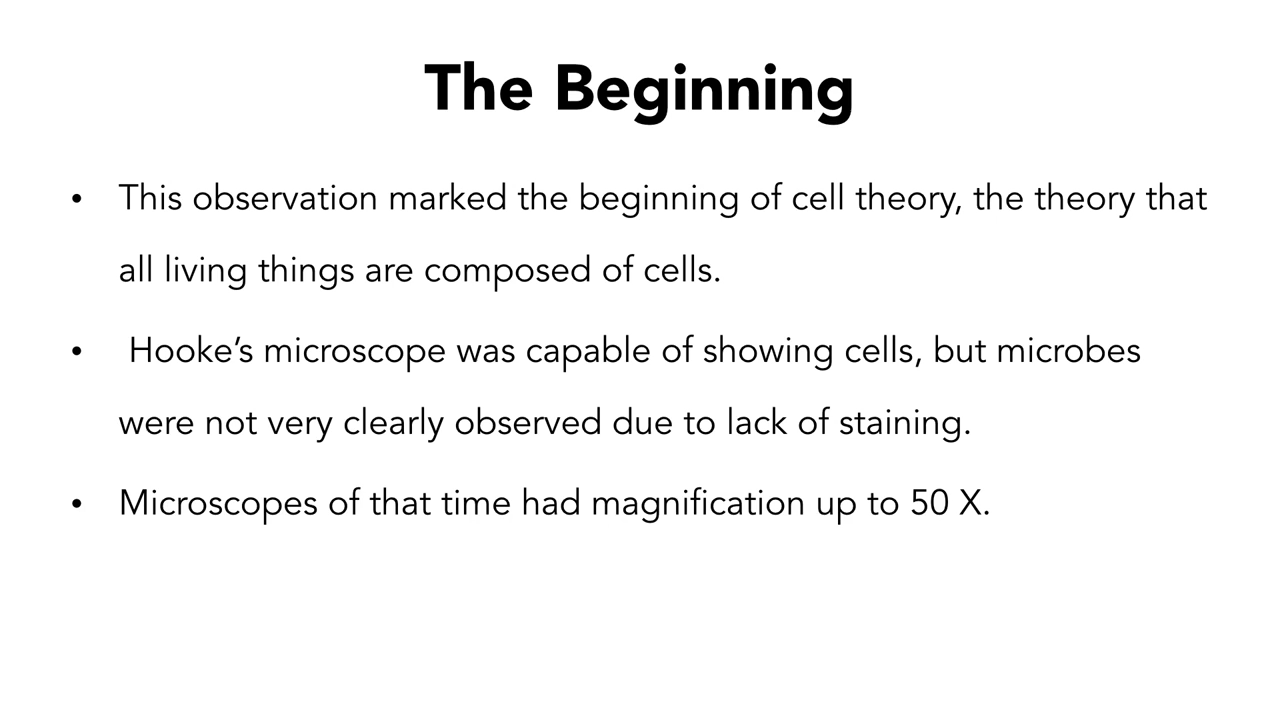 The Beginning
• This observation marked the beginning of cell theory, the theory that
all living things are composed of cells.
• Hooke’s microscope was capable of showing cells, but microbes
were not very clearly observed due to lack of staining.
• Microscopes of that time had magnification up to 50 X.